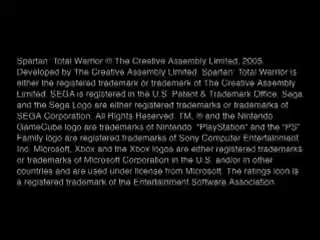 Spartan: Total Warrior ® The Creative Assembly Limited, 2005.
Developed by The Creative Assembly Limited. Spartan: Total Warrior is
either the registered trademark or trademark of The Creative Assembly
Limited. SEGA is registered in the U.S. Patent & Trademark Office. Sega
and the Sega Logo are either registered trademarks or trademarks of
SEGA Corporation. All Rights Reserved. TM, ® and the Nintendo
GameCube logo are trademarks of Nintendo. "PlayStation" and the "PS"
Family logo are registered trademarks of Sony Computer Entertainment
Inc. Microsoft, Xbox and the Xbox logos are either registered trademarks
or trademarks of Microsoft Corporation in the U.S. and/or in other
countries and are used under license from Microsoft. The ratings icon is
a registered trademark of the Entertainment Software Association.